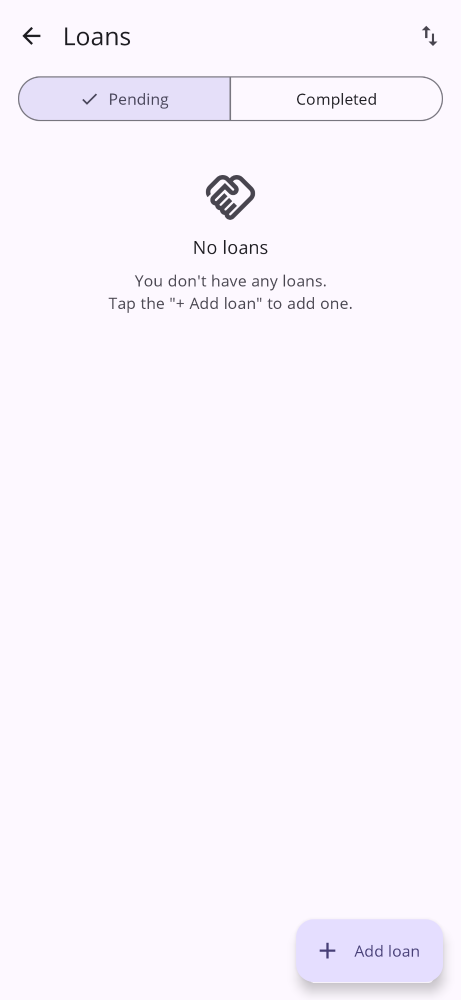 Loans
Pending
Completed
No loans
You don't have any loans.
Tap the "+ Add loan" to add one.
Add loan